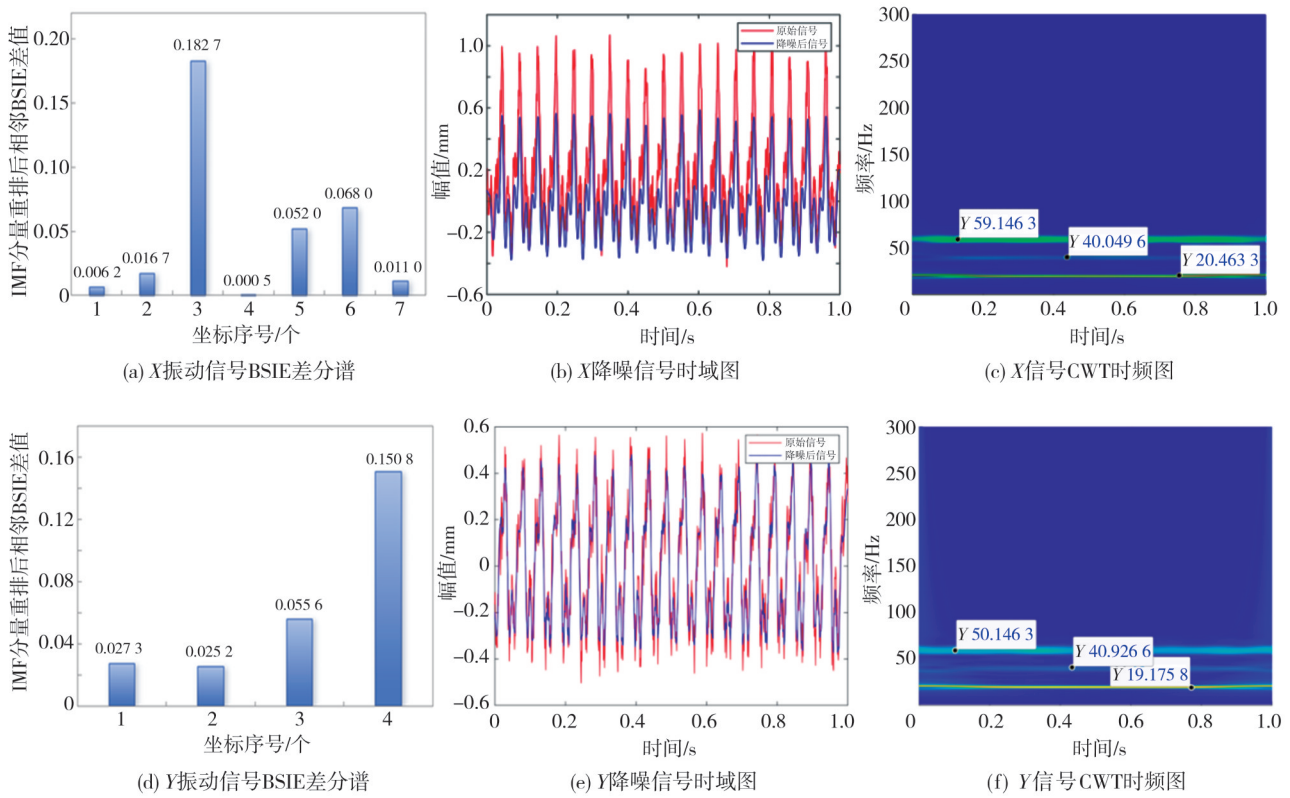 IMF分量重排后相邻BSIE差值
0.20
0.15
0.10
0.05
0
0.006 2
0.016 7
0.182 7
0.000 5
0.052 0
0.068 0
0.011 0
1 2 3 4 5 6 7
坐标序号/个
(a) X振动信号BSIE差分谱
幅值/mm
1.0
0.6
0.2
−0.2
−0.6
原始信号
降噪后信号
0 0.2 0.4 0.6 0.8 1.0
时间/s
(b) X降噪信号时域图
频率/Hz
300
250
200
150
100
50
Y 59.146 3
Y 40.049 6
Y 20.463 3
0 0.2 0.4 0.6 0.8 1.0
时间/s
(c) X信号CWT时频图
IMF分量重排后相邻BSIE差值
0.16
0.12
0.08
0.04
0
0.027 3
0.025 2
0.055 6
0.150 8
1 2 3 4
坐标序号/个
(d) Y振动信号BSIE差分谱
幅值/mm
0.6
0.4
0.2
0
−0.2
−0.4
−0.6
原始信号
降噪后信号
0 0.2 0.4 0.6 0.8 1.0
时间/s
(e) Y降噪信号时域图
频率/Hz
300
250
200
150
100
50
Y 50.146 3
Y 40.926 6
Y 19.175 8
0 0.2 0.4 0.6 0.8 1.0
时间/s
(f) Y信号CWT时频图